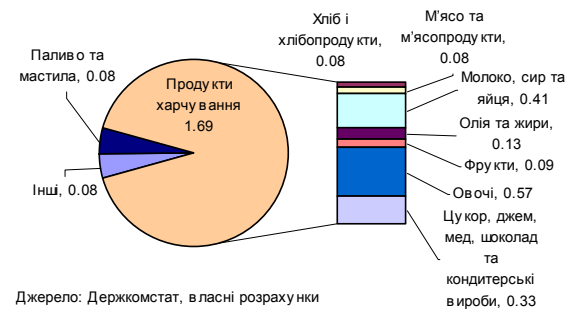 Хліб і
хлібопродукти,
0.08
М'ясо та
м'ясопродукти,
0.08
Паливо та
мастила, 0.08
Продукти
харчування
1.69
Молоко, сир та
яйця, 0.41
Олія та жири,
0.13
Фрукти, 0.09
Інші, 0.08
Овочі, 0.57
Цукор, джем,
мед, шоколад
та
кондитерські
вироби, 0.33
Джерело: Держкомстат, власні розрахунки